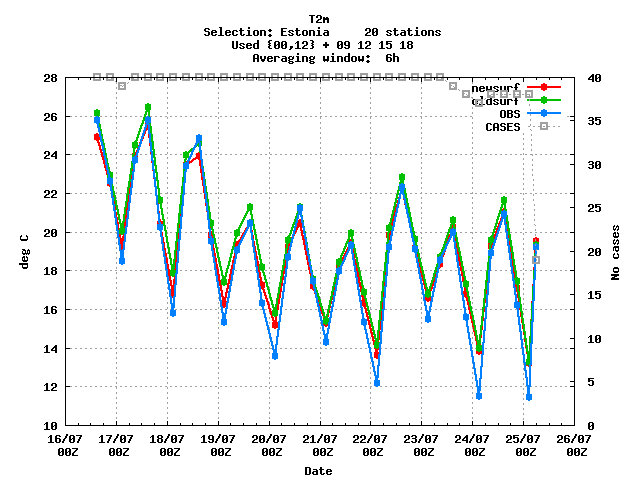 T2m
Selection: Estonia 20 stations
Used {00,12} + 09 12 15 18
Averaging window: 6h
28 40
newsurf
oldsurf
26 OBS 35
CASES
24 30
22 25
20 20
18
16 15
14 10
12 5
10 0
deg C
No cases
16/07 17/07 18/07 19/07 20/07 21/07 22/07 23/07 24/07 25/07 26/07
00Z 00Z 00Z 00Z 00Z 00Z 00Z 00Z 00Z 00Z 00Z
Date